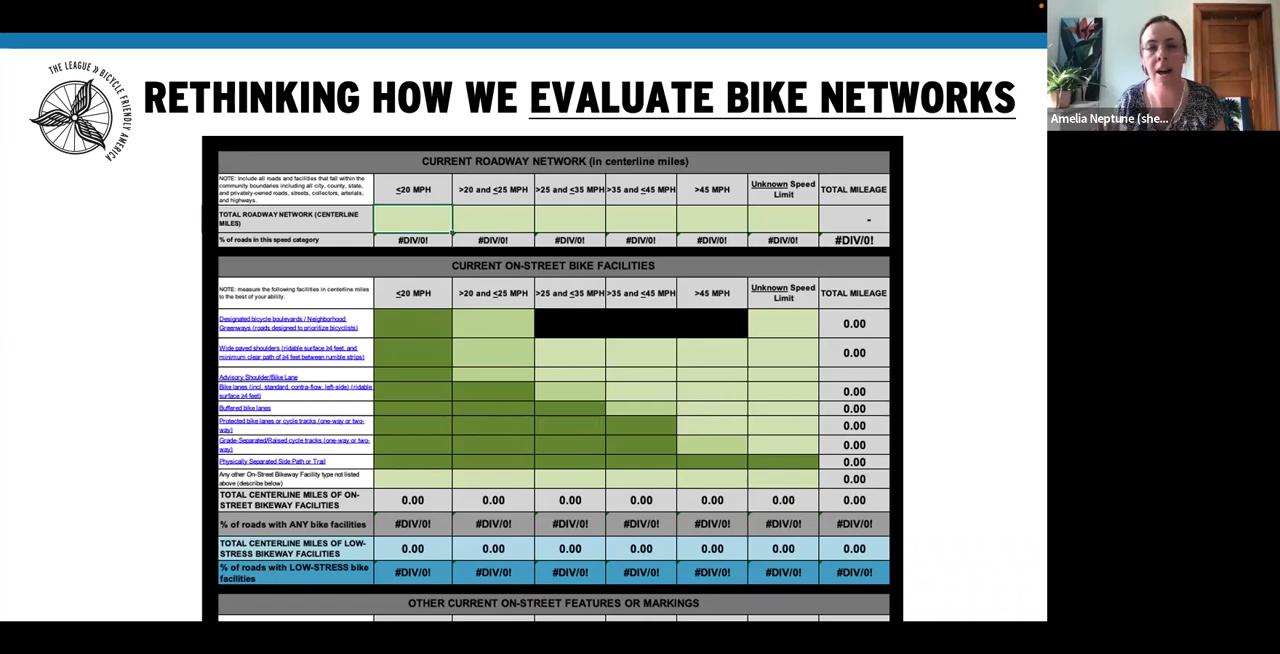 THE LEAGUE » BICYCLE FRIENDLY AMERICA
RETHINKING HOW WE EVALUATE BIKE NETWORKS
Amelia Neptune (she...
CURRENT ROADWAY NETWORK (in centerline miles)
NOTE: Include all roads and facilities that fall within the
community boundaries including all city, county, state,
and privately-owned roads, streets, collectors, arterials,
and highways.
≤20 MPH
>20 and ≤25 MPH
>25 and ≤35 MPH
>35 and ≤45 MPH
>45 MPH
Unknown Speed
Limit
TOTAL MILEAGE
TOTAL ROADWAY NETWORK (CENTERLINE
MILES)
-
% of roads in this speed category
#DIV/0! #DIV/0! #DIV/0! #DIV/0! #DIV/0! #DIV/0! #DIV/0!
CURRENT ON-STREET BIKE FACILITIES
NOTE: measure the following facilities in centerline miles
to the best of your ability.
≤20 MPH
>20 and ≤25 MPH
>25 and ≤35 MPH
>35 and ≤45 MPH
>45 MPH
Unknown Speed
Limit
TOTAL MILEAGE
Designated bicycle boulevards / Neighborhood
Greenways (roads designed to prioritize bicyclists)
0.00
Wide paved shoulders (ridable surface ≥4 feet, and
minimum clear path of ≥4 feet between rumble strips)
0.00
Advisory Shoulder/Bike Lane
Bike lanes (incl. standard, contra-flow, left-side) (ridable
surface ≥4 feet)
0.00
Buffered bike lanes
0.00
Protected bike lanes or cycle tracks (one-way or two-
way)
0.00
Grade-Separated/Raised cycle tracks (one-way or two-
way)
0.00
Physically Separated Side Path or Trail
0.00
Any other On-Street Bikeway Facility type not listed
above (describe below)
0.00
TOTAL CENTERLINE MILES OF ON-
STREET BIKEWAY FACILITIES
0.00 0.00 0.00 0.00 0.00 0.00 0.00
% of roads with ANY bike facilities
#DIV/0! #DIV/0! #DIV/0! #DIV/0! #DIV/0! #DIV/0! #DIV/0!
TOTAL CENTERLINE MILES OF LOW-
STRESS BIKEWAY FACILITIES
0.00 0.00 0.00 0.00 0.00 0.00 0.00
% of roads with LOW-STRESS bike
facilities
#DIV/0! #DIV/0! #DIV/0! #DIV/0! #DIV/0! #DIV/0! #DIV/0!
OTHER CURRENT ON-STREET FEATURES OR MARKINGS